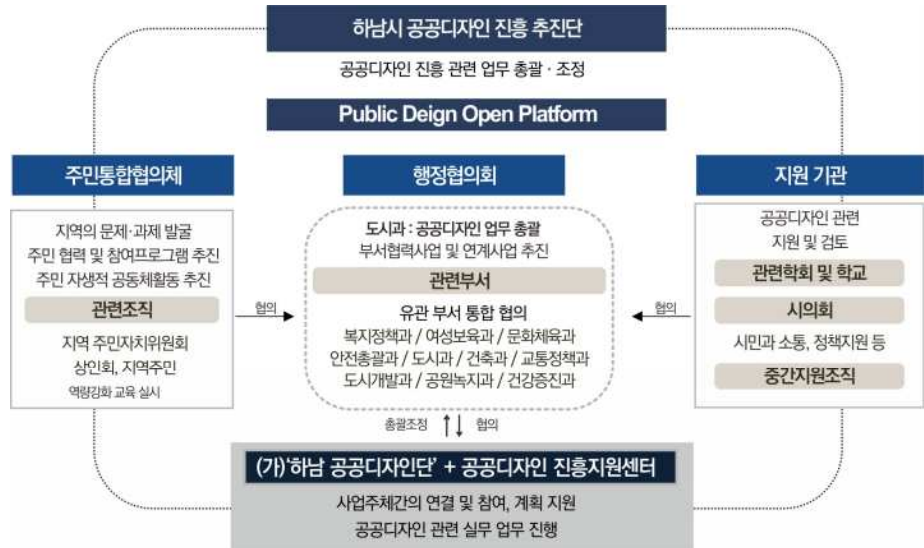 하남시 공공디자인 진흥 추진단
공공디자인 진흥 관련 업무 총괄 · 조정
Public Deign Open Platform
주민통합협의체
지역의 문제·과제 발굴
주민 협력 및 참여프로그램 추진
주민 자생적 공동체활동 추진
관련조직
지역 주민자치위원회
상인회, 지역주민
역량강화 교육 실시
협의
행정협의회
도시과 : 공공디자인 업무 총괄
부서협력사업 및 연계사업 추진
관련부서
유관 부서 통합 협의
복지정책과 / 여성보육과 / 문화체육과
안전총괄과 / 도시과 / 건축과 / 교통정책과
도시개발과 / 공원녹지과 / 건강증진과
협의
지원 기관
공공디자인 관련
지원 및 검토
관련학회 및 학교
시의회
시민과 소통, 정책지원 등
중간지원조직
총괄조정
협의
(가)‘하남 공공디자인단’ + 공공디자인 진흥지원센터
사업주체간의 연결 및 참여, 계획 지원
공공디자인 관련 실무 업무 진행